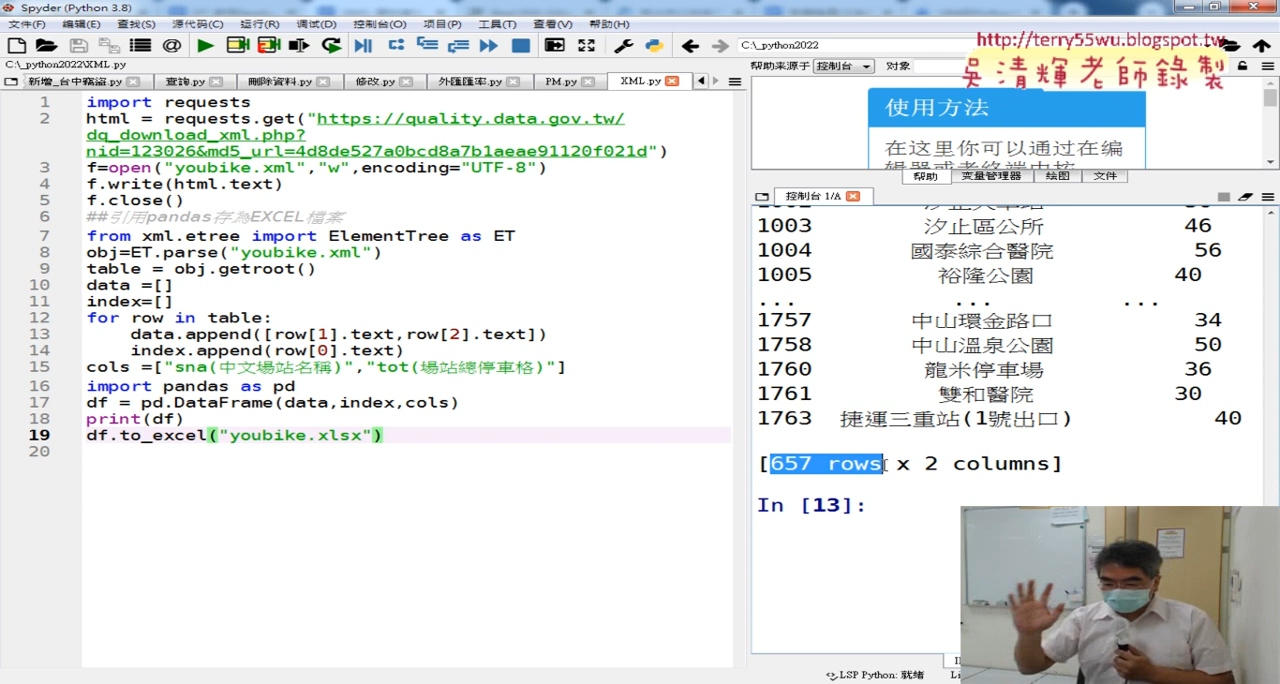 Spyder (Python 3.8)
文件(F) 编辑(E) 查找(S) 源代码(C) 运行(R) 调试(D) 控制台(O) 项目(P) 工具(T) 查看(V) 帮助(H)
C:\_python2022
http://terry55wu.blogspot.tw
吳清輝老師錄製
C:\_python2022\XML.py
新增_台中竊盜.py 查詢.py 刪除資料.py 修改.py 外匯匯率.py PM.py XML.py
帮助来源于 控制台 对象
1 import requests
2 html = requests.get("https://quality.data.gov.tw/
dq_download_xml.php?
nid=123026&md5_url=4d8de527a0bcd8a7b1aeae91120f021d")
3 f=open("youbike.xml","w",encoding="UTF-8")
4 f.write(html.text)
5 f.close()
6 ##引用pandas存為EXCEL檔案
7 from xml.etree import ElementTree as ET
8 obj=ET.parse("youbike.xml")
9 table = obj.getroot()
10 data =[]
11 index=[]
12 for row in table:
13 data.append([row[1].text,row[2].text])
14 index.append(row[0].text)
15 cols =["sna(中文場站名稱)","tot(場站總停車格)"]
16 import pandas as pd
17 df = pd.DataFrame(data,index,cols)
18 print(df)
19 df.to_excel("youbike.xlsx")
20
使用方法
在这里你可以通过在编
帮助 变量管理器 绘图 文件
控制台 1/A
1003 汐止區公所 46
1004 國泰綜合醫院 56
1005 裕隆公園 40
... ... ...
1757 中山環金路口 34
1758 中山溫泉公園 50
1760 龍米停車場 36
1761 雙和醫院 30
1763 捷運三重站(1號出口) 40
[657 rows x 2 columns]
In [13]:
LSP Python: 就绪